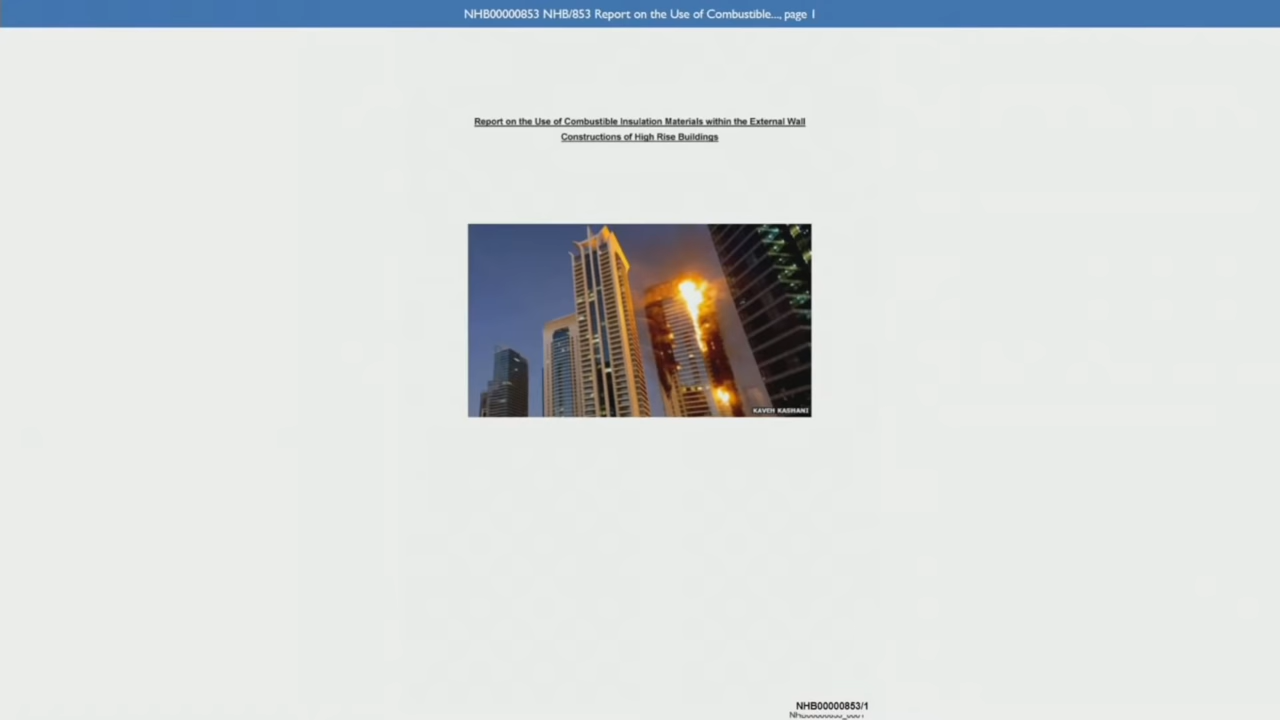 NHB00000853 NHB/853 Report on the Use of Combustible..., page 1
Report on the Use of Combustible Insulation Materials within the External Wall
Constructions of High Rise Buildings
KAVEH KASHANI
NHB00000853/1